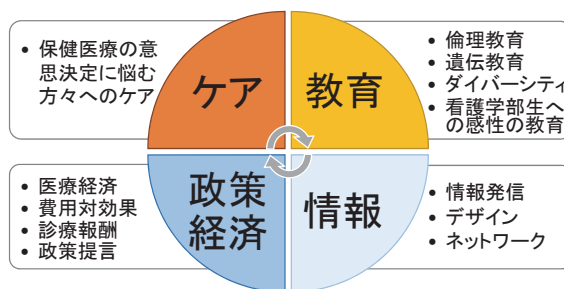 • 保健医療の意
思決定に悩む
方々へのケア
ケア
教育
• 倫理教育
• 遺伝教育
• ダイバーシティ
• 看護学部生へ
の感性の教育
• 医療経済
• 費用対効果
• 診療報酬
• 政策提言
政策
経済
情報
• 情報発信
• デザイン
• ネットワーク